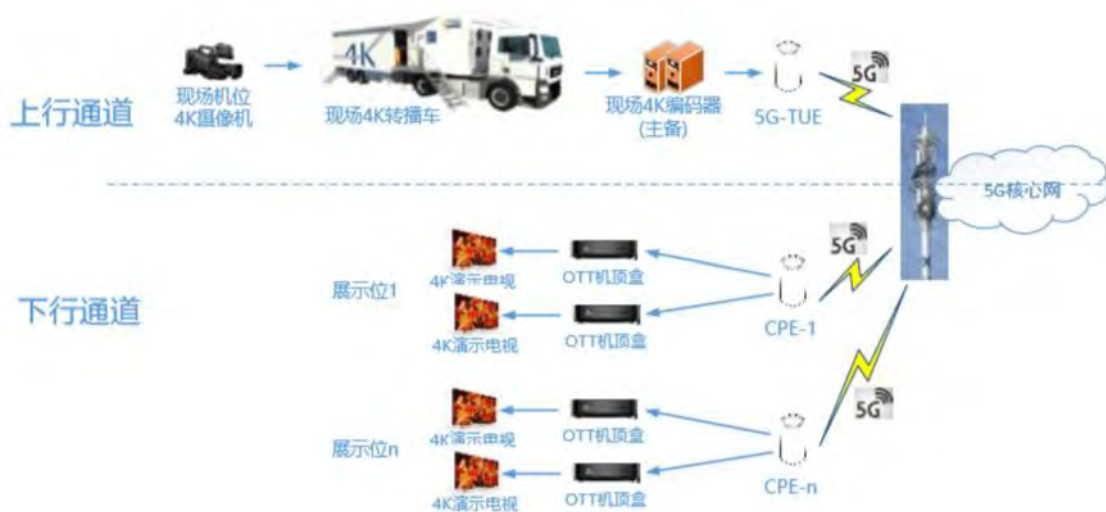 5G
4K
现场机位
4K摄像机
现场4K转播车
现场4K编码器
(主备)
5G-TUE
上行通道
5G核心网
5G
4K演示电视
OTT机顶盒
展示位1
下行通道
4K演示电视
OTT机顶盒
CPE-1
5G
4K演示电视
OTT机顶盒
展示位n
4K演示电视
OTT机顶盒
CPE-n